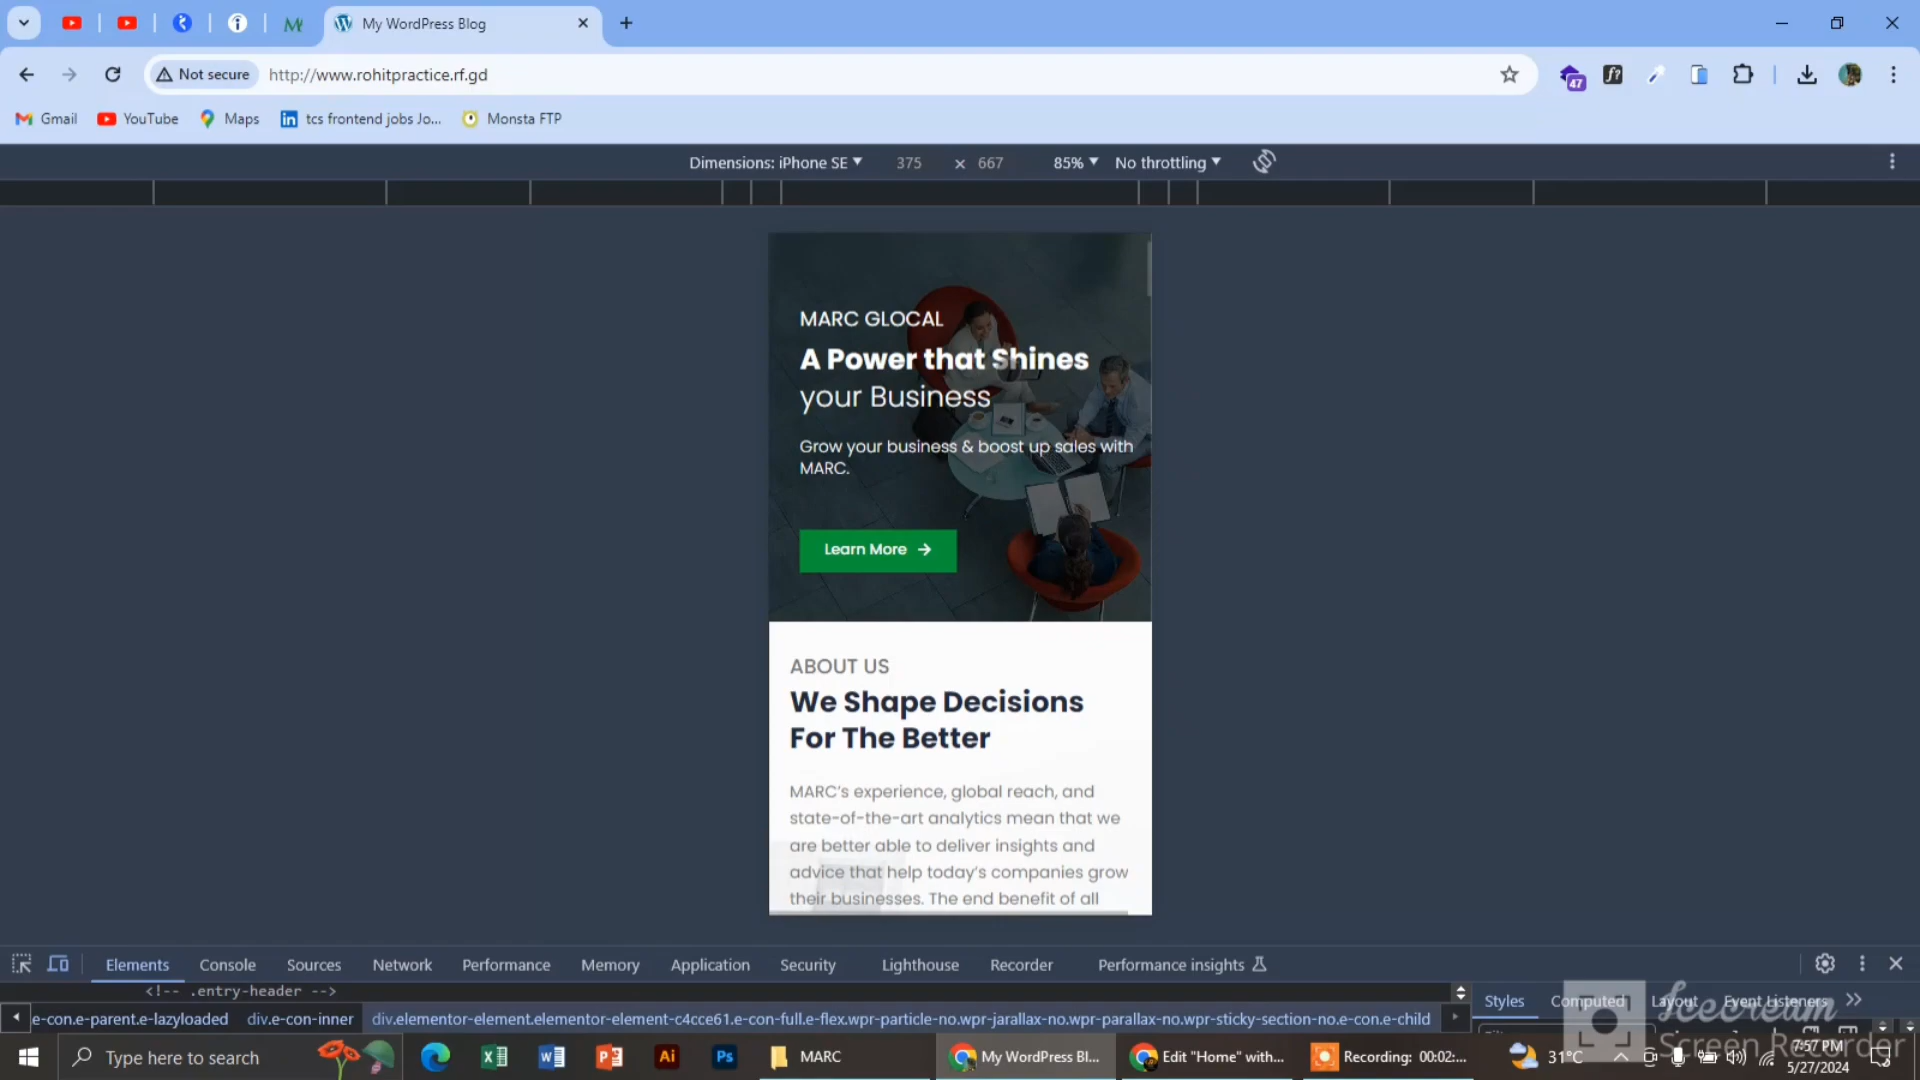 My WordPress Blog
Not secure
http://www.rohitpractice.rf.gd
47
f?
Gmail
YouTube
Maps
tcs frontend jobs Jo...
Monsta FTP
Dimensions: iPhone SE
375
×
667
85%
No throttling
MARC GLOCAL
A Power that Shines
your Business
Grow your business & boost up sales with
MARC.
Learn More
ABOUT US
We Shape Decisions
For The Better
MARC’s experience, global reach, and
state-of-the-art analytics mean that we
are better able to deliver insights and
advice that help today’s companies grow
their businesses. The end benefit of all
Elements
Console
Sources
Network
Performance
Memory
Application
Security
Lighthouse
Recorder
Performance insights
<!-- .entry-header -->
Styles
Computed
Layout
Event Listeners
e-con.e-parent.e-lazyloaded
div.e-con-inner
div.elementor-element.elementor-element-c4cce61.e-con-full.e-flex.wpr-particle-no.wpr-jarallax-no.wpr-parallax-no.wpr-sticky-section-no.e-con.e-child
Icecream
Screen Recorder
Type here to search
Ai
Ps
MARC
My WordPress Bl...
Edit "Home" with...
Recording: 00:02:...
31°C
7:57 PM
5/27/2024